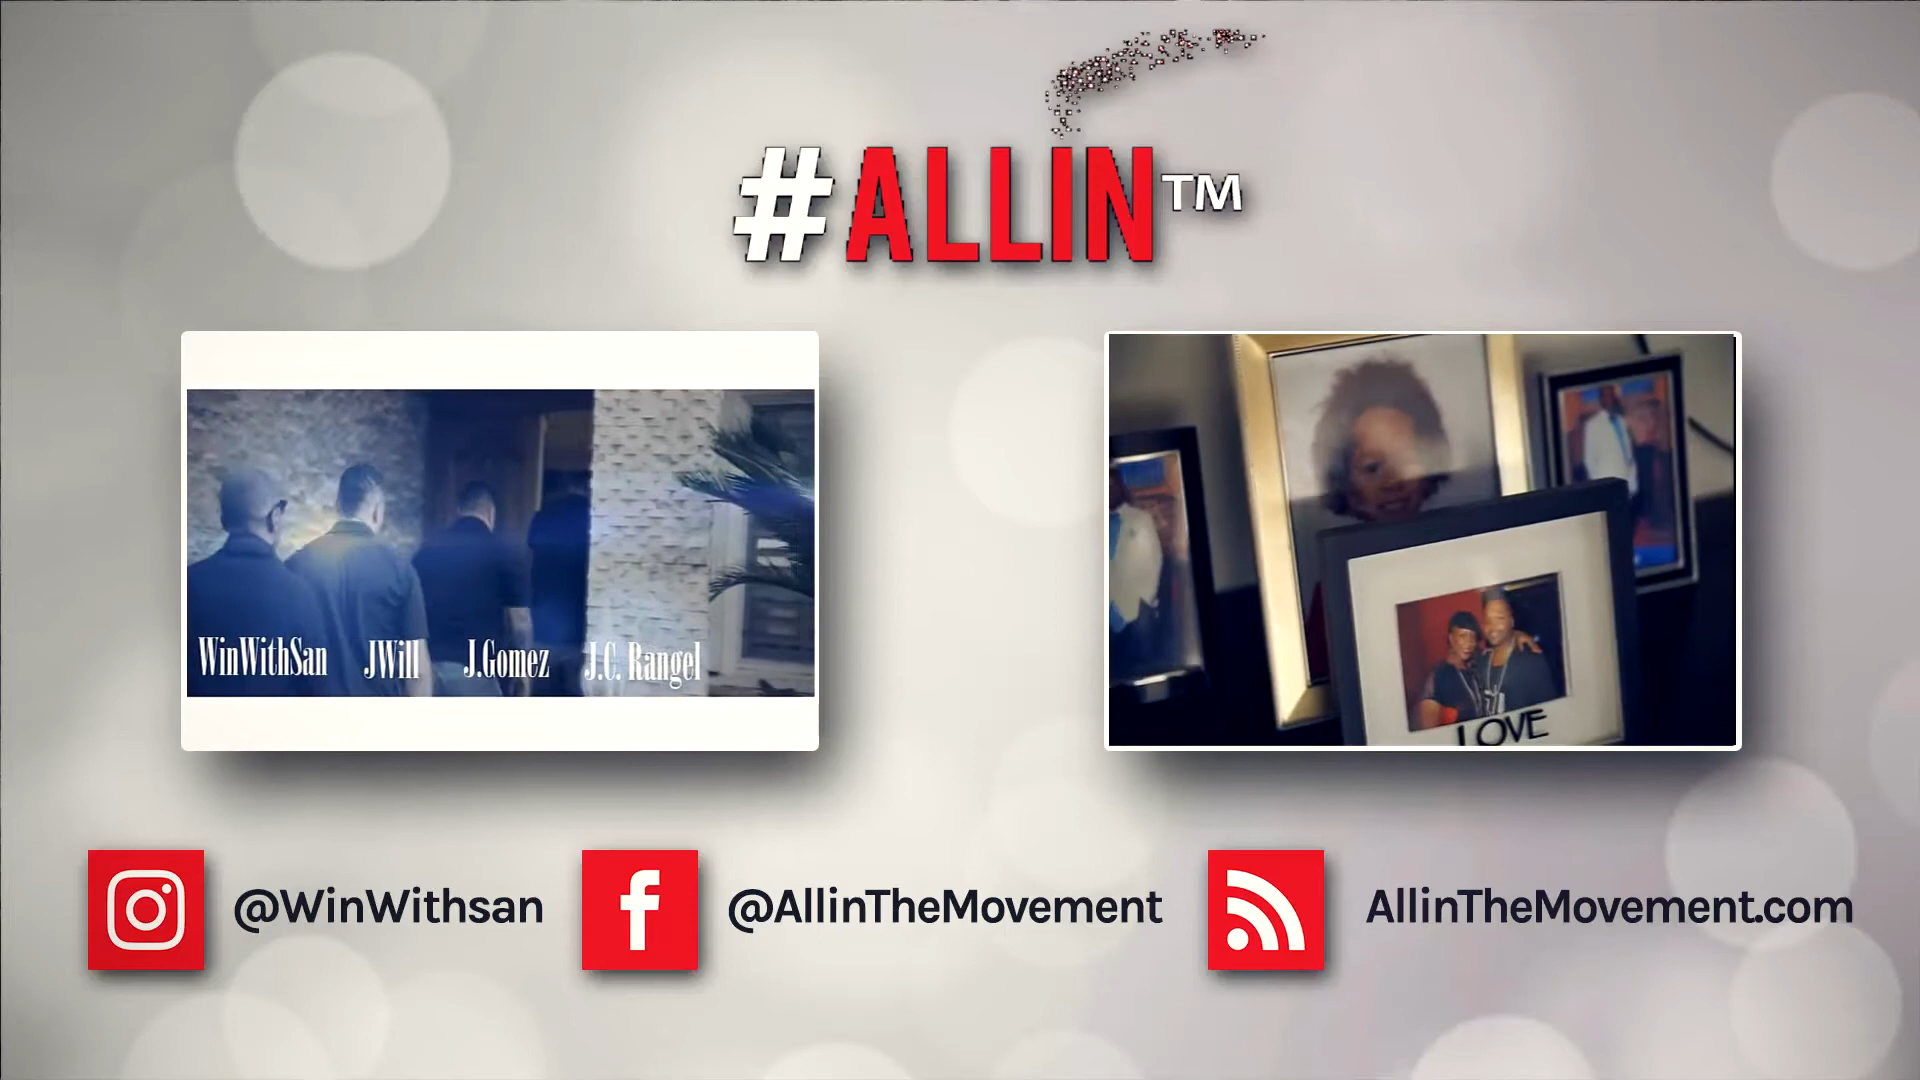 #ALLIN™
WinWithSan JWill J.Gomez J.C. Rangel
LOVE
@WinWithsan @AllinTheMovement AllinTheMovement.com